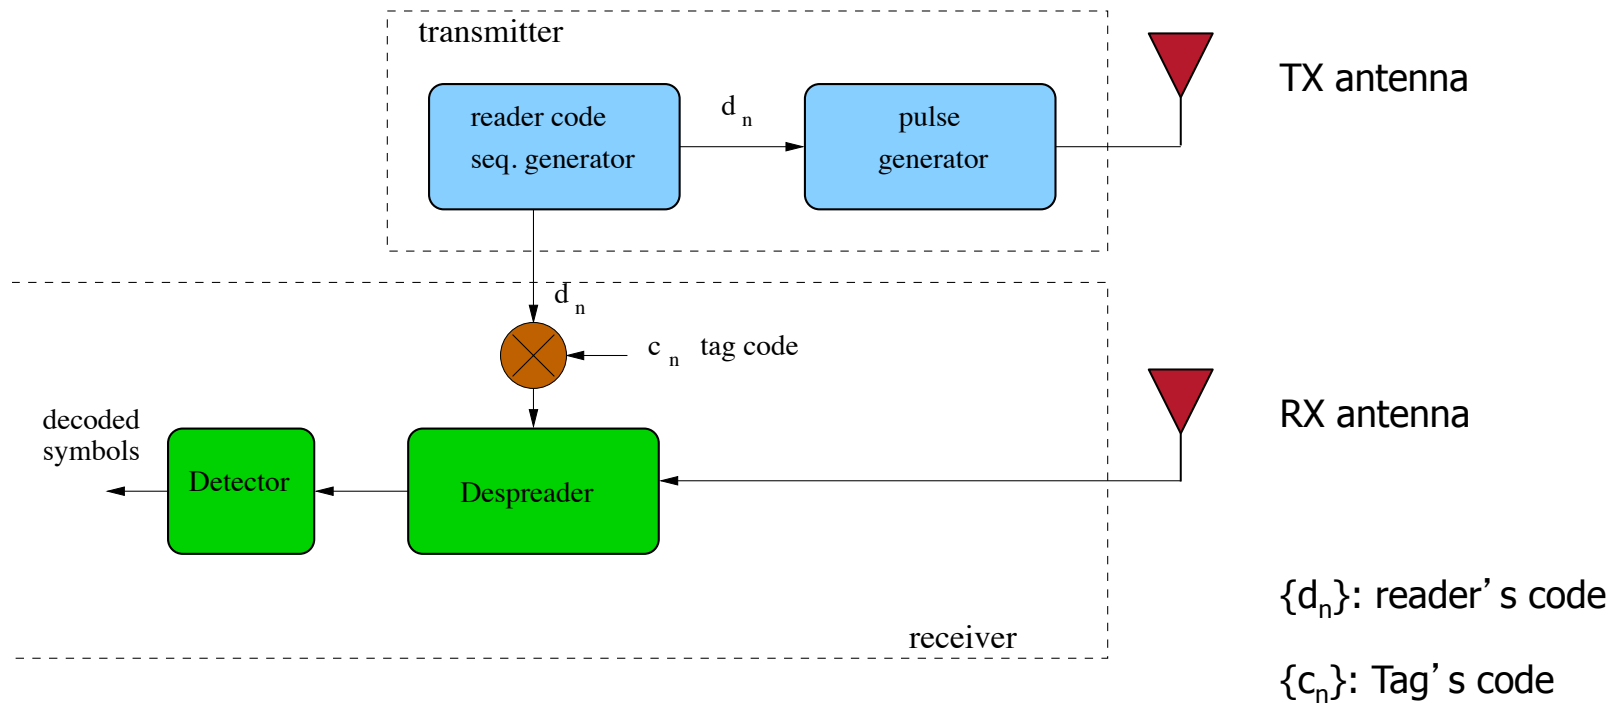 transmitter
TX antenna
reader code
seq. generator
d n
pulse
generator
d n
c n tag code
RX antenna
decoded
symbols
Detector
Despreader
{dn}: reader’s code
receiver
{cn}: Tag’s code